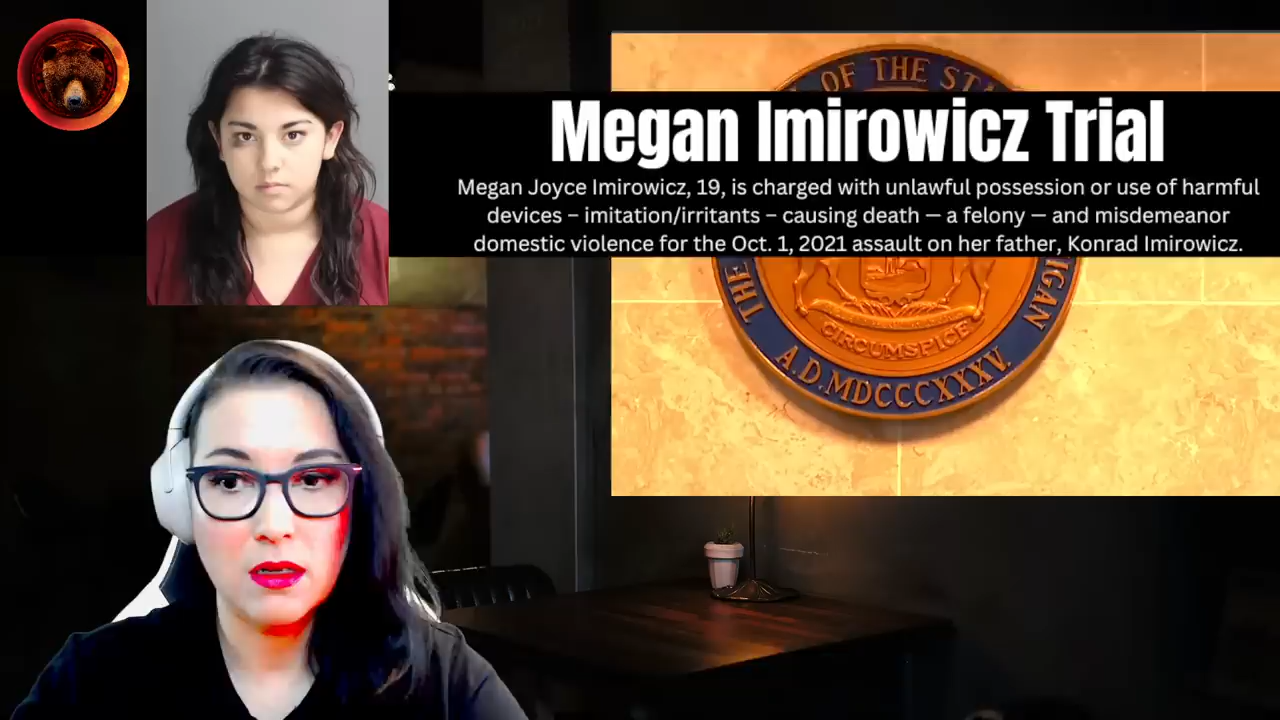 OF THE STA
Megan Imirowicz Trial
Megan Joyce Imirowicz, 19, is charged with unlawful possession or use of harmful
devices – imitation/irritants – causing death — a felony — and misdemeanor
domestic violence for the Oct. 1, 2021 assault on her father, Konrad Imirowicz.
THE
IGAN
CIRCUMSPICE
A.D. MDCCCXXXV.